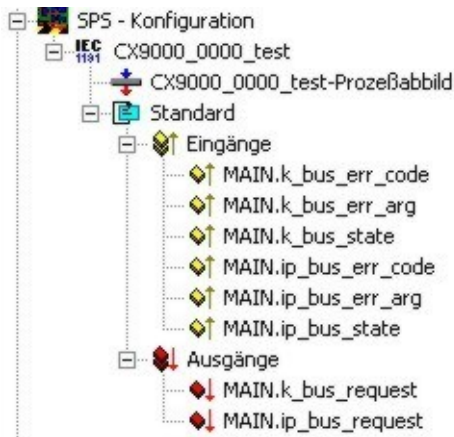 SPS - Konfiguration
IEC
1131
CX9000_0000_test
CX9000_0000_test-Prozeßabbild
Standard
Eingänge
MAIN.k_bus_err_code
MAIN.k_bus_err_arg
MAIN.k_bus_state
MAIN.ip_bus_err_code
MAIN.ip_bus_err_arg
MAIN.ip_bus_state
Ausgänge
MAIN.k_bus_request
MAIN.ip_bus_request